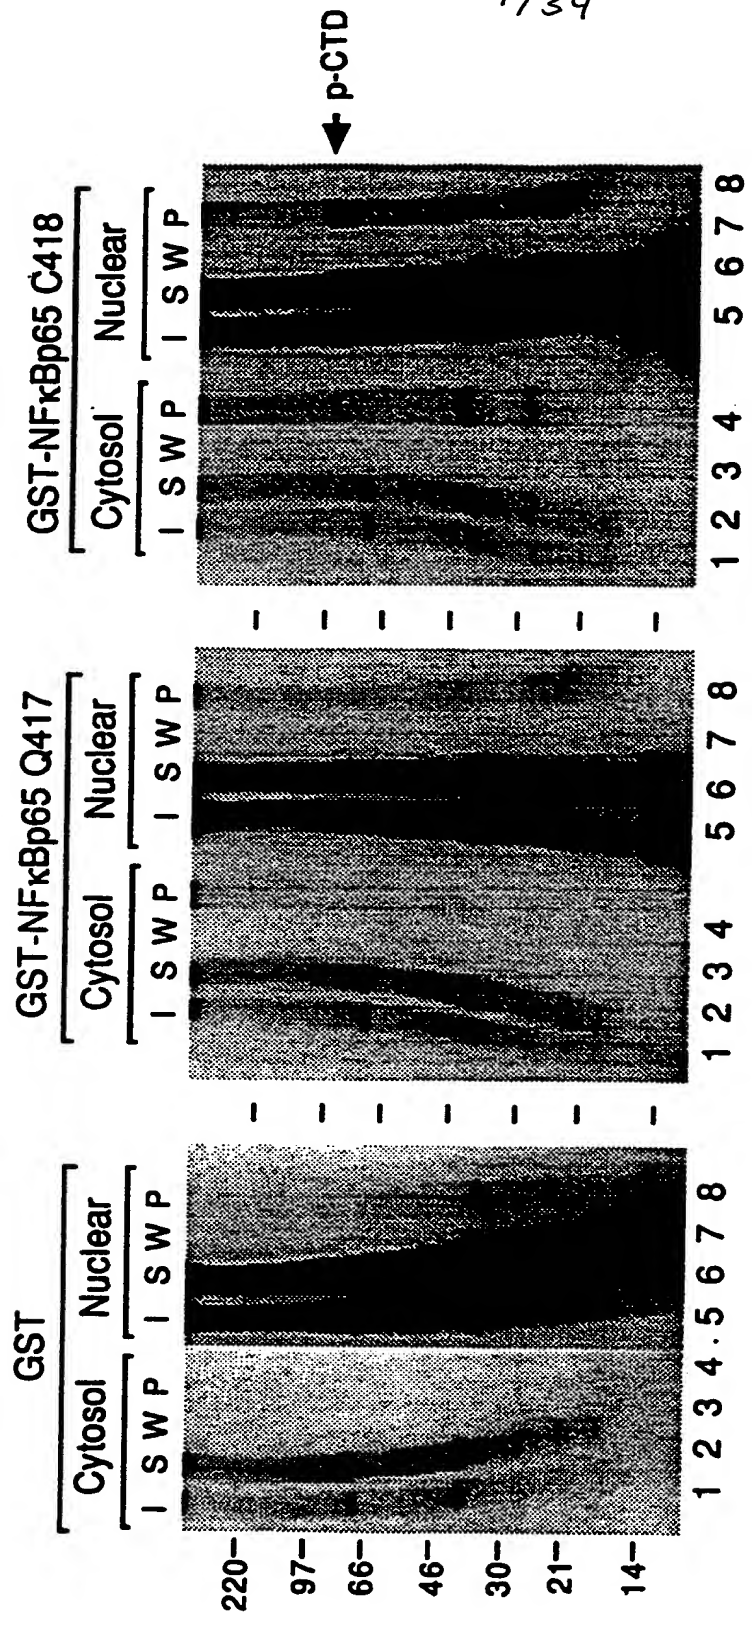 GST
Cytosol Nuclear
I S W P I S W P
220-
97-
66-
46-
30-
21-
14-
1 2 3 4 5 6 7 8
GST-NFκBp65 Q417
Cytosol Nuclear
I S W P I S W P
1 2 3 4 5 6 7 8
GST-NFκBp65 C418
Cytosol Nuclear
I S W P I S W P
p-CTD
1 2 3 4 5 6 7 8